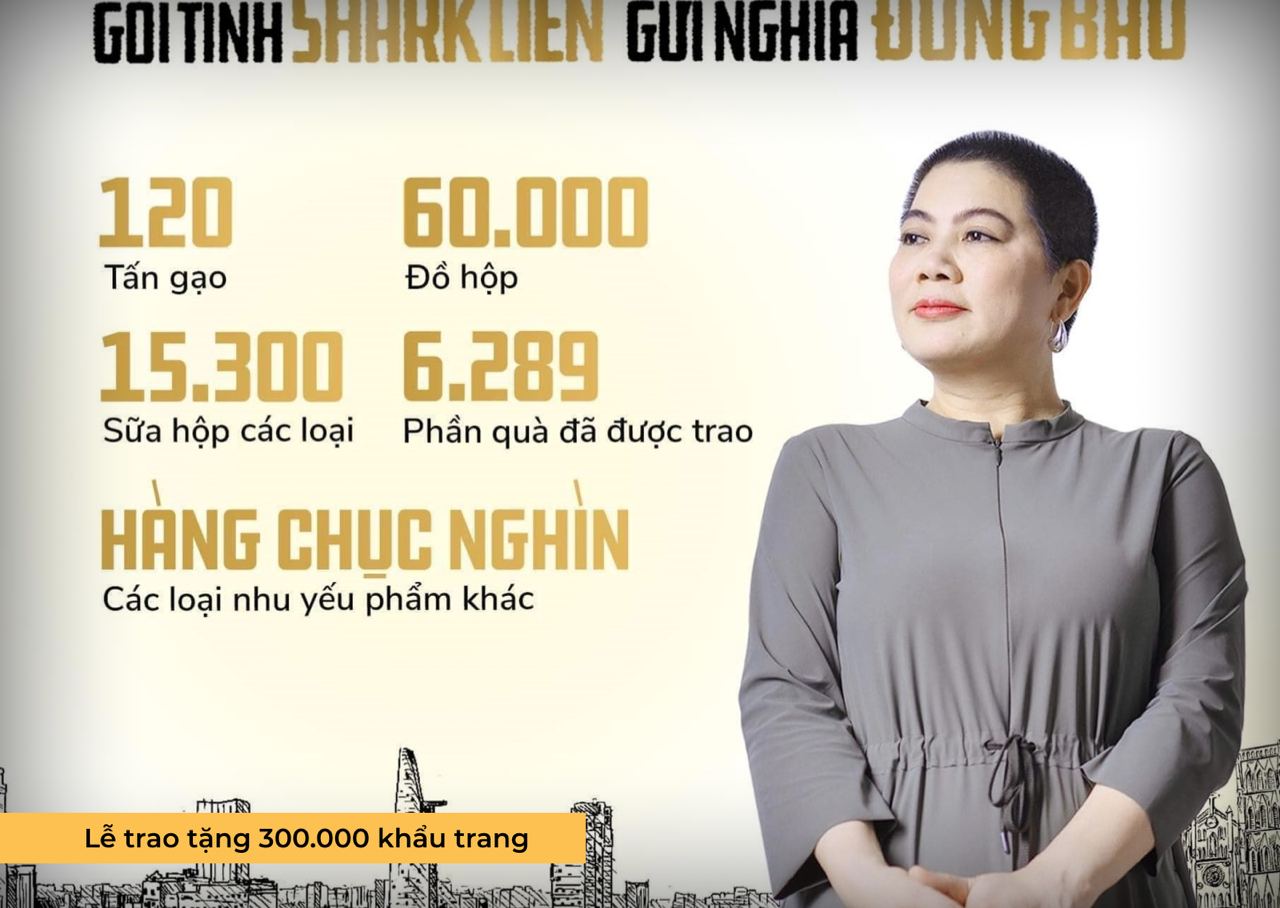 GÓI TÌNH SHARK LIÊN GỬI NGHĨA ĐỒNG BÀO
120 60.000
Tấn gạo Đồ hộp
15.300 6.289
Sữa hộp các loại Phần quà đã được trao
HÀNG CHỤC NGHÌN
Các loại nhu yếu phẩm khác
Lễ trao tặng 300.000 khẩu trang